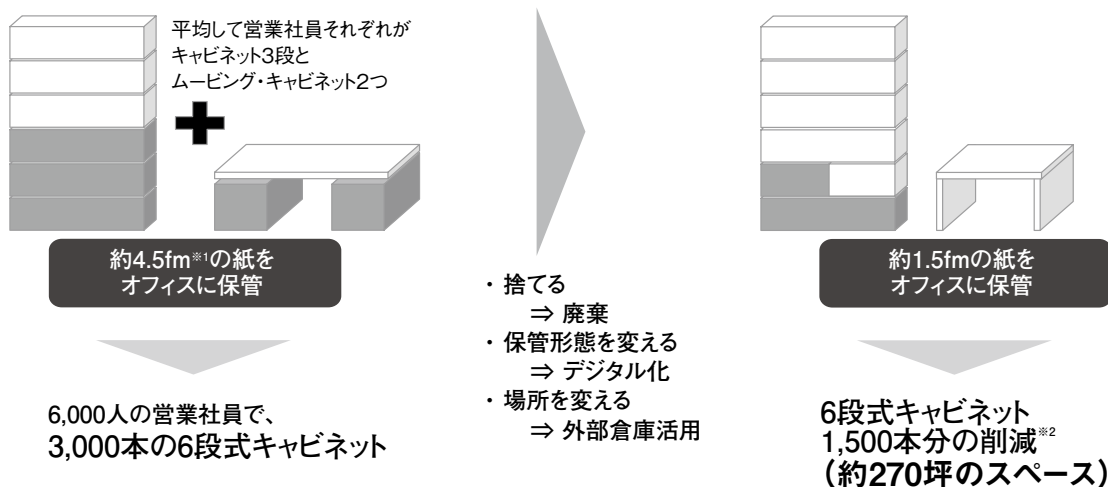 平均して営業社員それぞれが
キャビネット3段と
ムービング・キャビネット2つ
約4.5fm※1の紙を
オフィスに保管
6,000人の営業社員で、
3,000本の6段式キャビネット
・ 捨てる
⇒ 廃棄
・ 保管形態を変える
⇒ デジタル化
・ 場所を変える
⇒ 外部倉庫活用
約1.5fmの紙を
オフィスに保管
6段式キャビネット
1,500本分の削減※2
（約270坪のスペース）